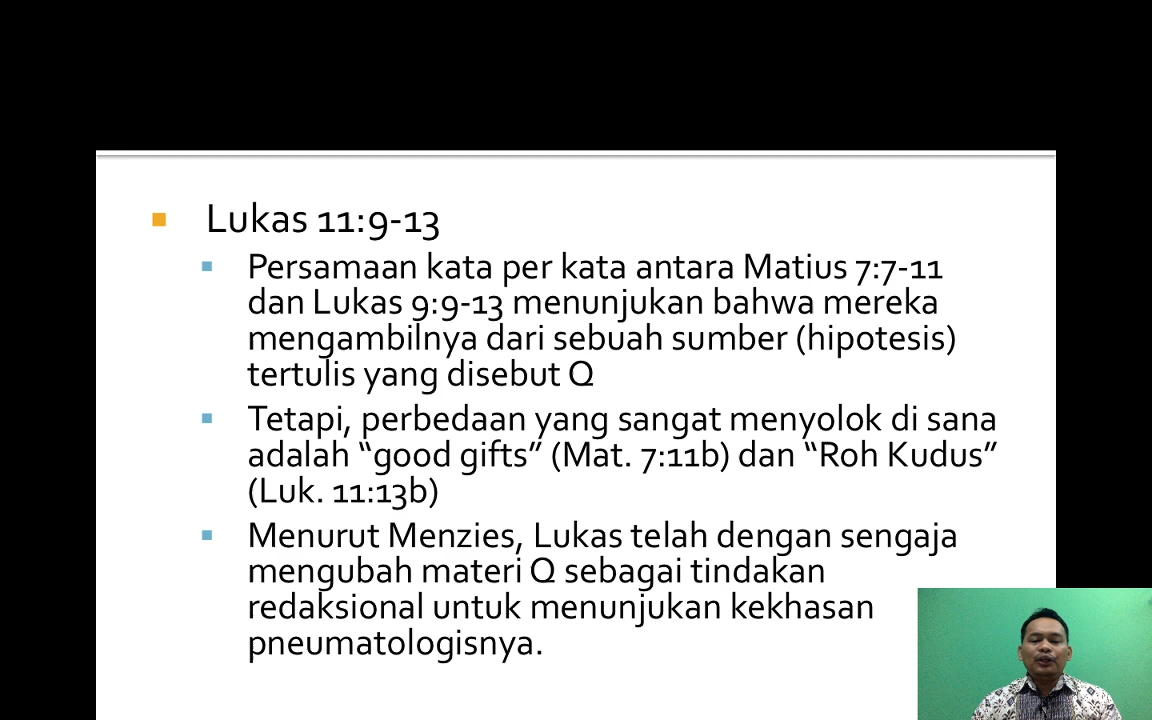 Lukas 11:9-13
Persamaan kata per kata antara Matius 7:7-11
dan Lukas 9:9-13 menunjukan bahwa mereka
mengambilnya dari sebuah sumber (hipotesis)
tertulis yang disebut Q
Tetapi, perbedaan yang sangat menyolok di sana
adalah “good gifts” (Mat. 7:11b) dan “Roh Kudus”
(Luk. 11:13b)
Menurut Menzies, Lukas telah dengan sengaja
mengubah materi Q sebagai tindakan
redaksional untuk menunjukan kekhasan
pneumatologisnya.